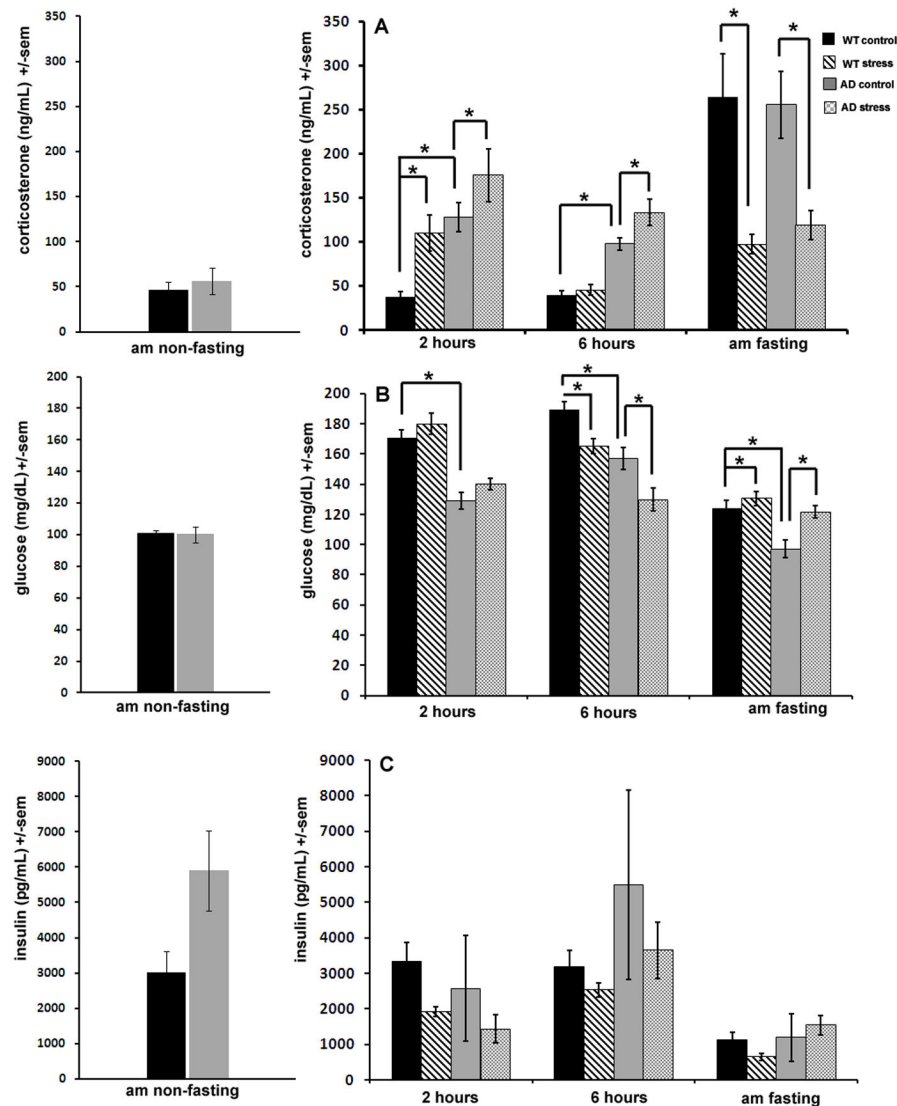 corticosterone (ng/mL) +/-sem
350
300
250
200
150
100
50
0
am non-fasting
A
corticosterone (ng/mL) +/-sem
350
300
250
200
150
100
50
0
* * * * * * * *
2 hours 6 hours am fasting
WT control
WT stress
AD control
AD stress
glucose (mg/dL) +/-sem
200
180
160
140
120
100
80
60
40
20
0
am non-fasting
B
glucose (mg/dL) +/-sem
200
180
160
140
120
100
80
60
40
20
0
* * * * * * *
2 hours 6 hours am fasting
insulin (pg/mL) +/-sem
9000
8000
7000
6000
5000
4000
3000
2000
1000
0
am non-fasting
C
insulin (pg/mL) +/-sem
9000
8000
7000
6000
5000
4000
3000
2000
1000
0
2 hours 6 hours am fasting